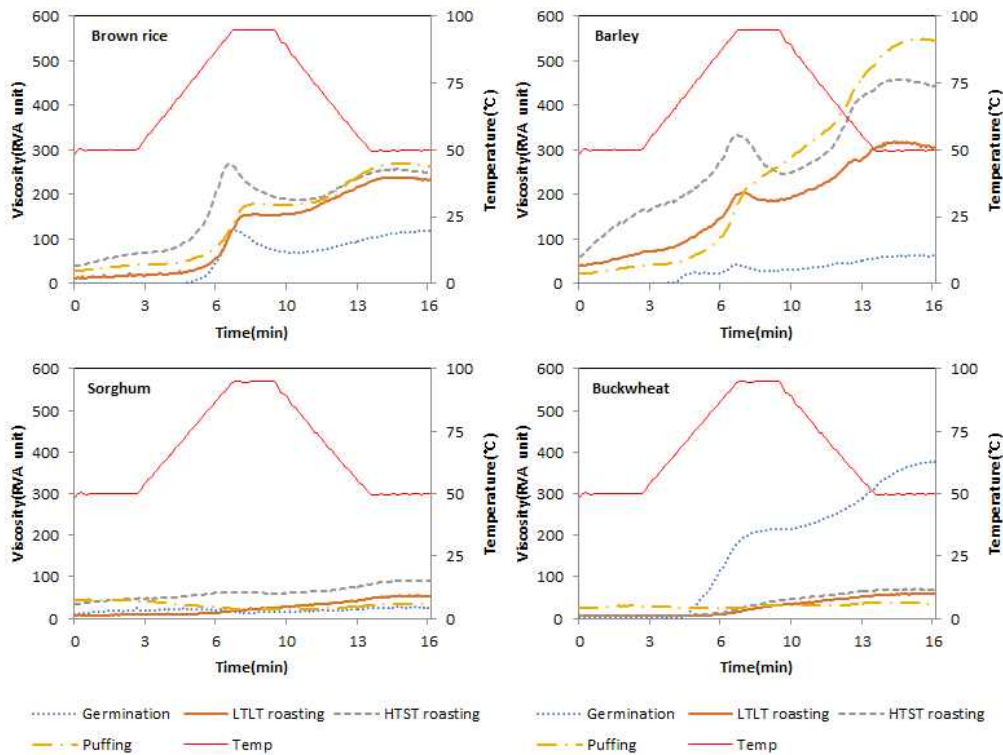 Brown rice
600
500
400
300
200
100
0
Viscosity(RVA unit)
100
75
50
25
0
Temperature(℃)
0 3 6 10 13 16
Time(min)
Barley
600
500
400
300
200
100
0
Viscosity(RVA unit)
100
75
50
25
0
Temperature(℃)
0 3 6 10 13 16
Time(min)
Sorghum
600
500
400
300
200
100
0
Viscosity(RVA unit)
100
75
50
25
0
Temperature(℃)
0 3 6 10 13 16
Time(min)
Buckwheat
600
500
400
300
200
100
0
Viscosity(RVA unit)
100
75
50
25
0
Temperature(℃)
0 3 6 10 13 16
Time(min)
Germination LTLT roasting HTST roasting
Puffing Temp
Germination LTLT roasting HTST roasting
Puffing Temp